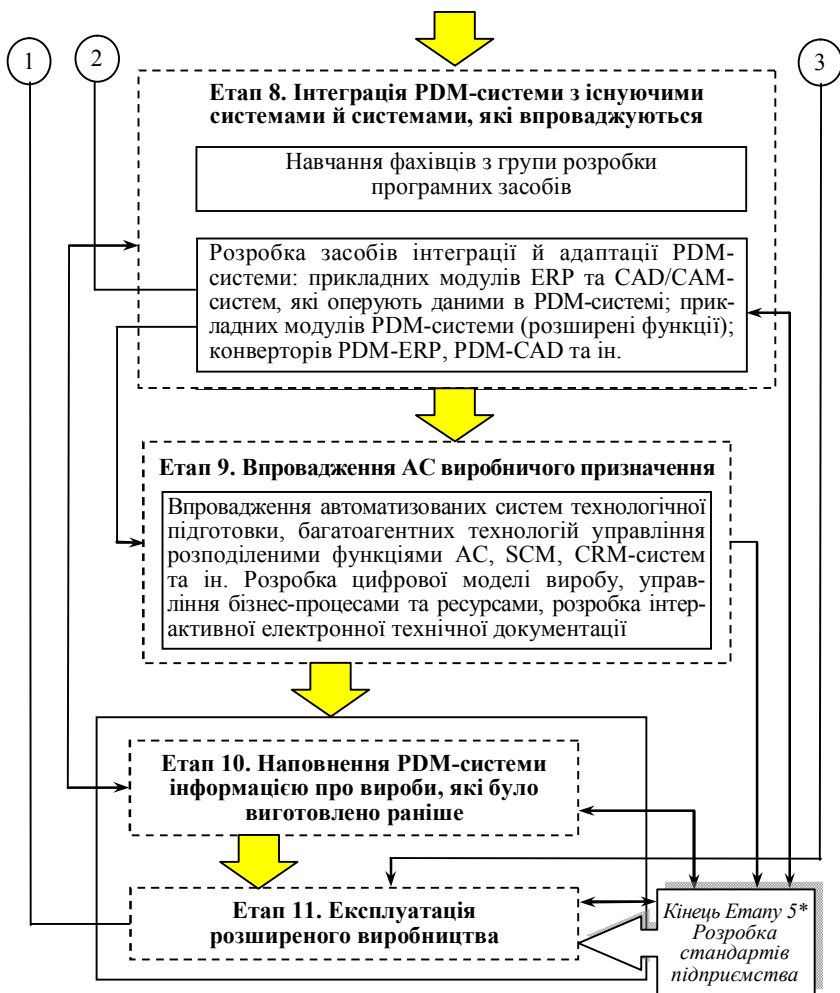 1
2
3
Етап 8. Інтеграція PDM-системи з існуючими
системами й системами, які впроваджуються
Навчання фахівців з групи розробки
програмних засобів
Розробка засобів інтеграції й адаптації PDM-
системи: прикладних модулів ERP та CAD/CAM-
систем, які оперують даними в PDM-системі; прик-
ладних модулів PDM-системи (розширені функції);
конверторів PDM-ERP, PDM-CAD та ін.
Етап 9. Впровадження АС виробничого призначення
Впровадження автоматизованих систем технологічної
підготовки, багатоагентних технологій управління
розподіленими функціями АС, SCM, CRM-систем
та ін. Розробка цифрової моделі виробу, управ-
ління бізнес-процесами та ресурсами, розробка інтер-
активної електронної технічної документації
Етап 10. Наповнення PDM-системи
інформацією про вироби, які було
виготовлено раніше
Етап 11. Експлуатація
розширеного виробництва
Кінець Етапу 5*
Розробка
стандартів
підприємства